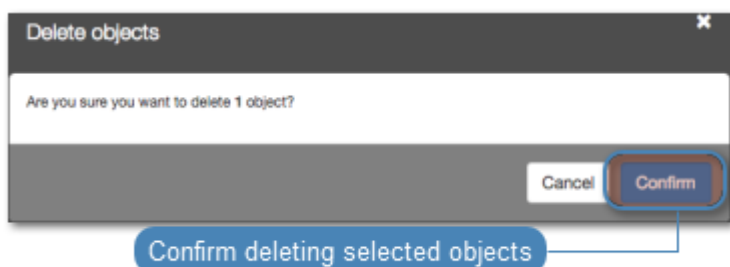 Delete objects
Are you sure you want to delete 1 object?
Cancel Confirm
Confirm deleting selected objects